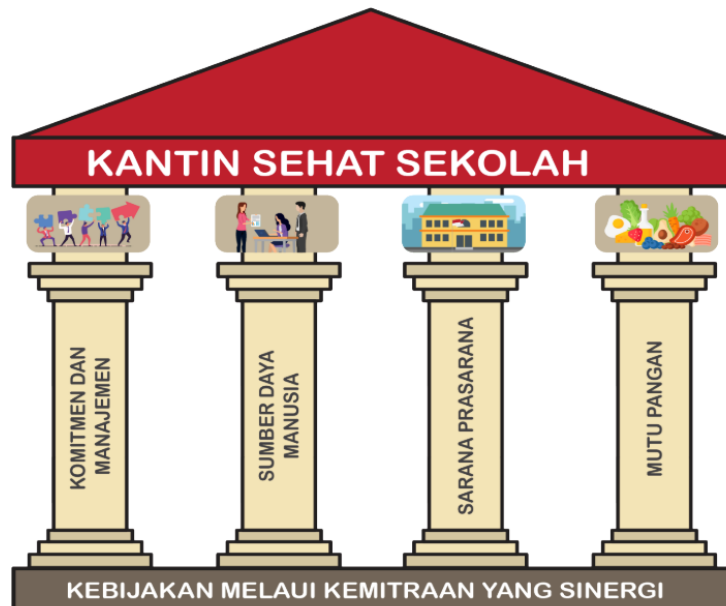 KANTIN SEHAT SEKOLAH
KOMITMEN DAN
MANAJEMEN
SUMBER DAYA
MANUSIA
SARANA PRASARANA
MUTU PANGAN
KEBIJAKAN MELAUI KEMITRAAN YANG SINERGI